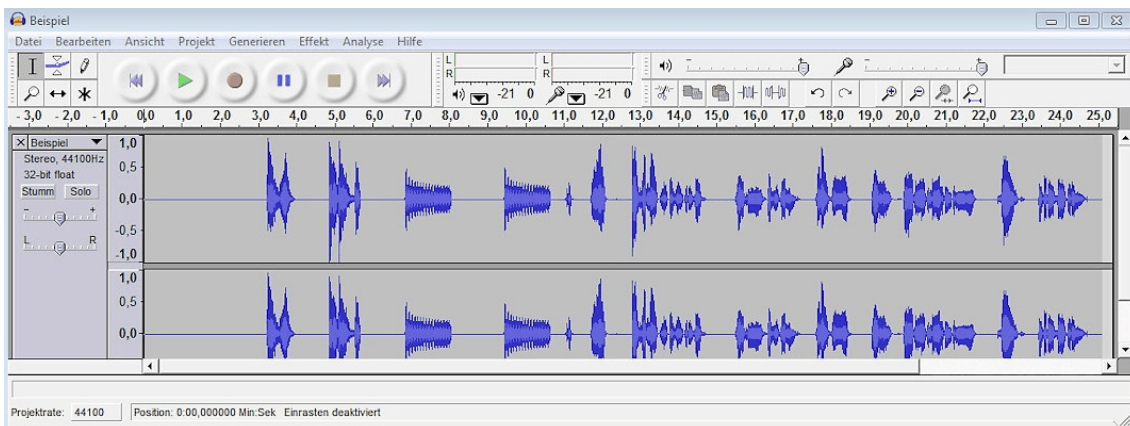 Beispiel
Datei Bearbeiten Ansicht Projekt Generieren Effekt Analyse Hilfe
L L
R R
-21 0 -21 0
- 3,0 - 2,0 - 1,0 0,0 1,0 2,0 3,0 4,0 5,0 6,0 7,0 8,0 9,0 10,0 11,0 12,0 13,0 14,0 15,0 16,0 17,0 18,0 19,0 20,0 21,0 22,0 23,0 24,0 25,0
Beispiel
Stereo, 44100Hz
32-bit float
Stumm Solo
- +
L R
1,0
0,5
0,0
-0,5
-1,0
1,0
0,5
0,0
Projektrate: 44100 Position: 0:00,000000 Min:Sek Einrasten deaktiviert